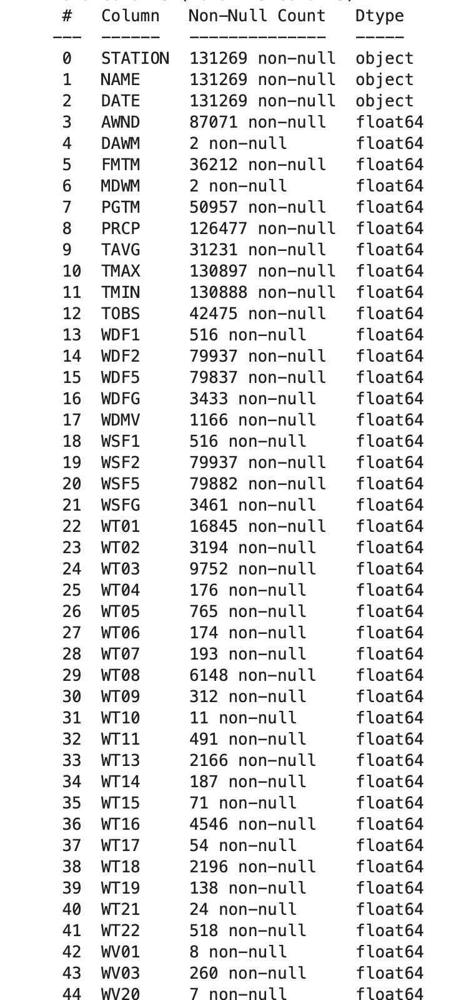 #   Column   Non-Null Count   Dtype
---  ------   --------------   -----
0   STATION  131269 non-null  object
1   NAME     131269 non-null  object
2   DATE     131269 non-null  object
3   AWND     87071 non-null   float64
4   DAWM     2 non-null       float64
5   FMTM     36212 non-null   float64
6   MDWM     2 non-null       float64
7   PGTM     50957 non-null   float64
8   PRCP     126477 non-null  float64
9   TAVG     31231 non-null   float64
10  TMAX     130897 non-null  float64
11  TMIN     130888 non-null  float64
12  TOBS     42475 non-null   float64
13  WDF1     516 non-null     float64
14  WDF2     79937 non-null   float64
15  WDF5     79837 non-null   float64
16  WDFG     3433 non-null    float64
17  WDMV     1166 non-null    float64
18  WSF1     516 non-null     float64
19  WSF2     79937 non-null   float64
20  WSF5     79882 non-null   float64
21  WSFG     3461 non-null    float64
22  WT01     16845 non-null   float64
23  WT02     3194 non-null    float64
24  WT03     9752 non-null    float64
25  WT04     176 non-null     float64
26  WT05     765 non-null     float64
27  WT06     174 non-null     float64
28  WT07     193 non-null     float64
29  WT08     6148 non-null    float64
30  WT09     312 non-null     float64
31  WT10     11 non-null      float64
32  WT11     491 non-null     float64
33  WT13     2166 non-null    float64
34  WT14     187 non-null     float64
35  WT15     71 non-null      float64
36  WT16     4546 non-null    float64
37  WT17     54 non-null      float64
38  WT18     2196 non-null    float64
39  WT19     138 non-null     float64
40  WT21     24 non-null      float64
41  WT22     518 non-null     float64
42  WV01     8 non-null       float64
43  WV03     260 non-null     float64
44  WV20     7 non-null       float64